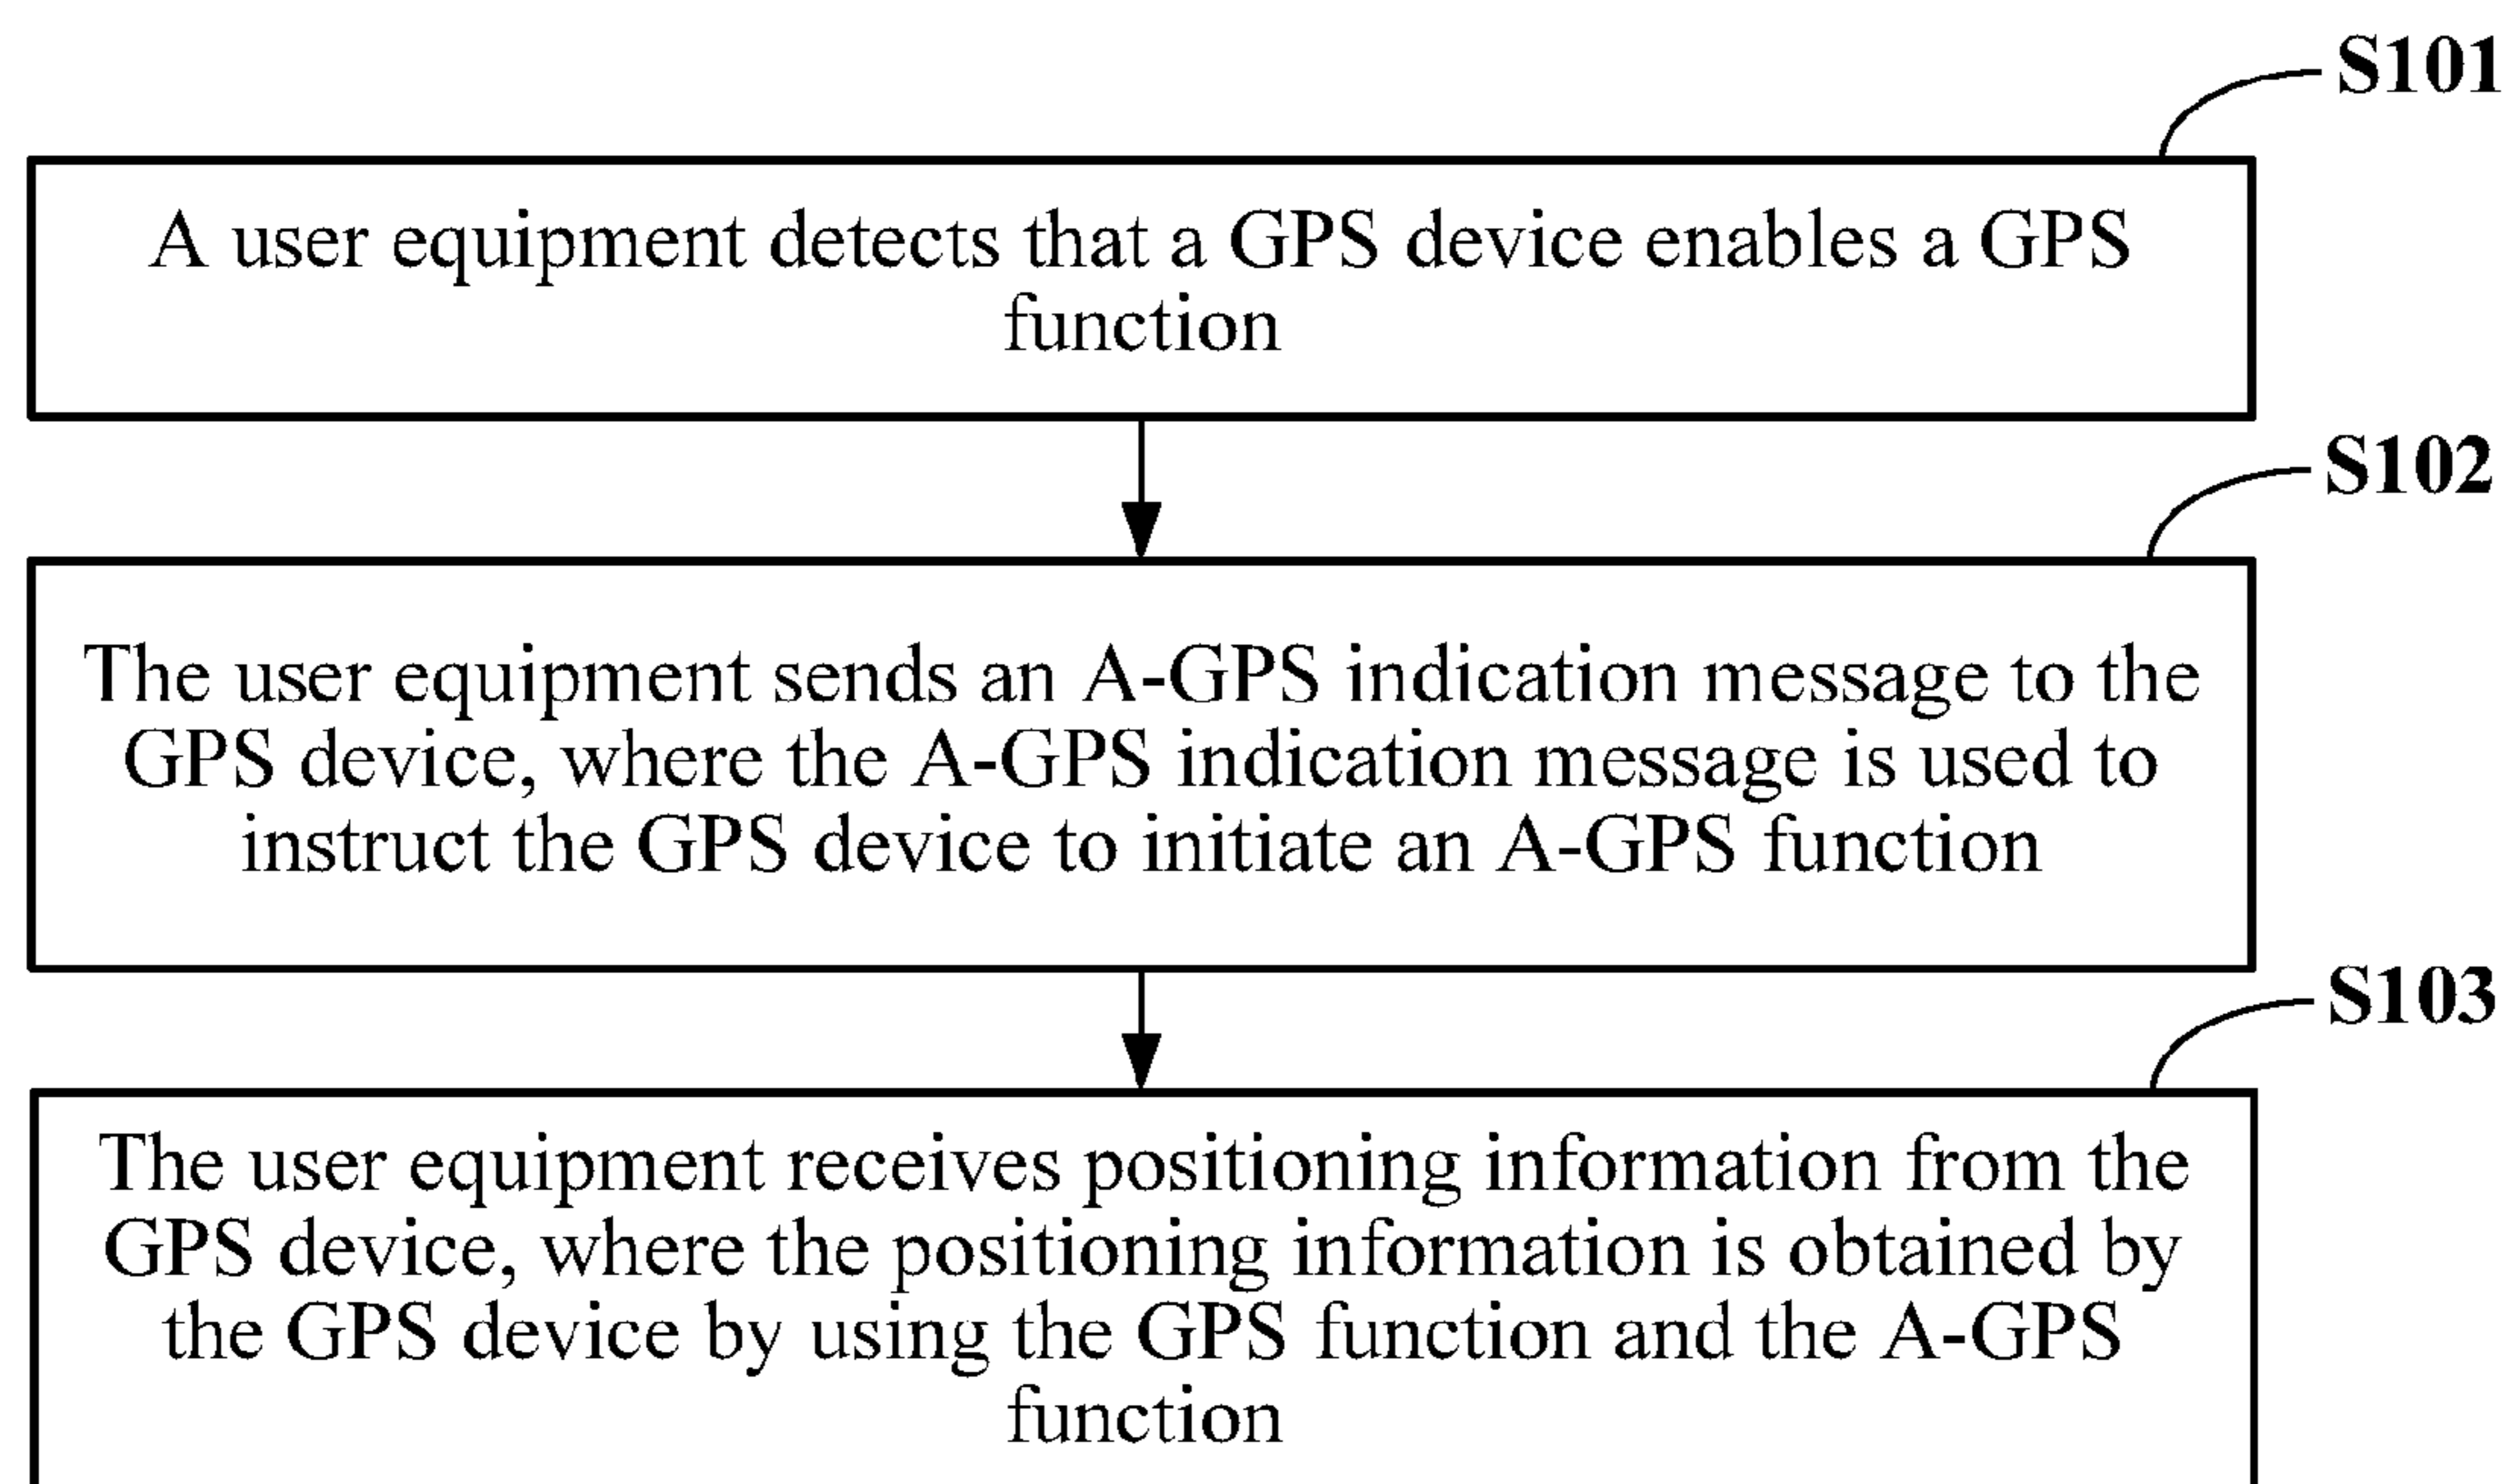 S101
A user equipment detects that a GPS device enables a GPS
function
S102
The user equipment sends an A-GPS indication message to the
GPS device, where the A-GPS indication message is used to
instruct the GPS device to initiate an A-GPS function
S103
The user equipment receives positioning information from the
GPS device, where the positioning information is obtained by
the GPS device by using the GPS function and the A-GPS
function